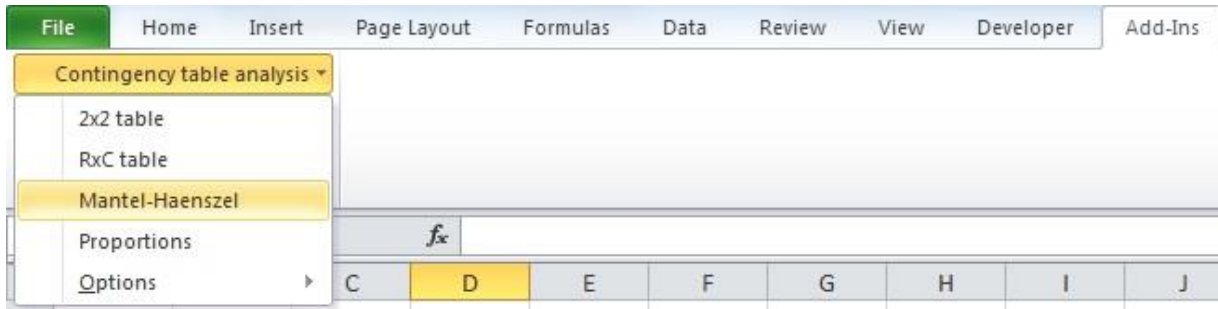 File Home Insert Page Layout Formulas Data Review View Developer Add-Ins
Contingency table analysis
2x2 table
RxC table
Mantel-Haenszel
Proportions
fx
Options
C D E F G H I J